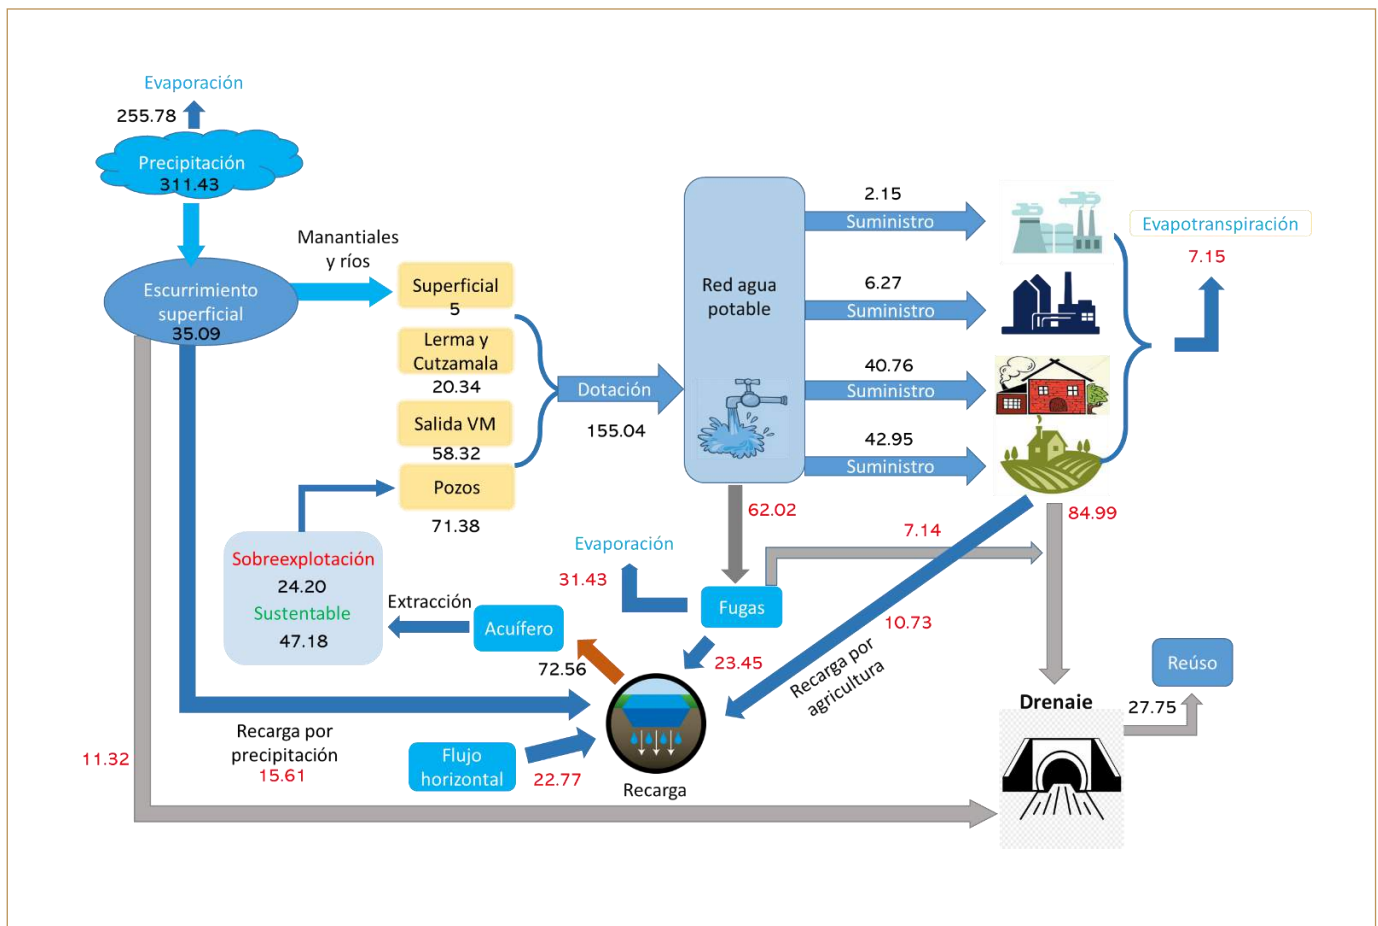 Evaporación
255.78
Precipitación
311.43
Manantiales
y ríos
Escurrimiento
superficial
35.09
Superficial
5
Lerma y
Cutzamala
20.34
Salida VM
58.32
Pozos
71.38
Dotación
155.04
Red agua
potable
2.15
Suministro
6.27
Suministro
40.76
Suministro
42.95
Suministro
Evapotranspiración
7.15
62.02
7.14
84.99
Evaporación
31.43
Fugas
23.45
10.73
Recarga por
agricultura
Sobreexplotación
24.20
Sustentable
47.18
Extracción
Acuífero
72.56
Recarga por
precipitación
15.61
11.32
Flujo
horizontal
22.77
Recarga
Drenaje
27.75
Reúso